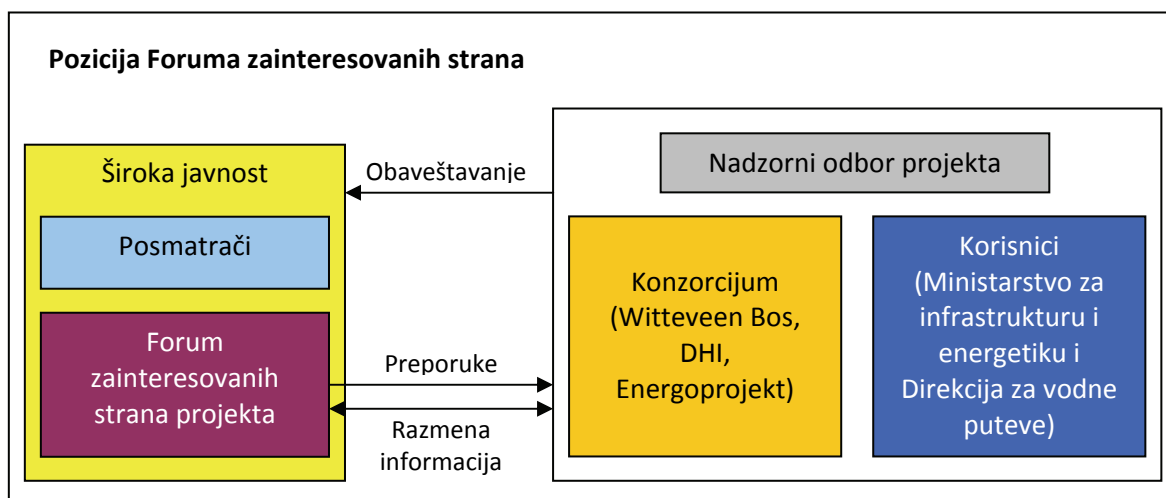 Pozicija Foruma zainteresovanih strana
Široka javnost
Posmatrači
Forum
zainteresovanih
strana projekta
Obaveštavanje
Preporuke
Razmena
informacija
Nadzorni odbor projekta
Konzorcijum
(Witteveen Bos,
DHI,
Energoprojekt)
Korisnici
(Ministarstvo za
infrastrukturu i
energetiku i
Direkcija za vodne
puteve)